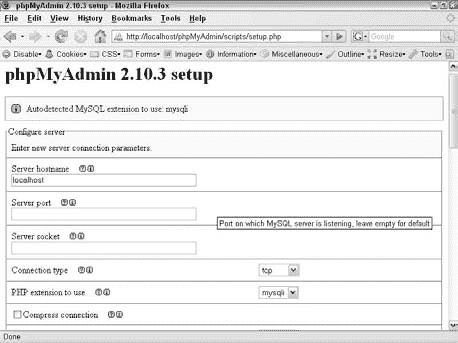 phpMyAdmin 2.10.3 setup - Mozilla Firefox
File Edit View History Bookmarks Tools Help
http://localhost/phpMyAdmin/scripts/setup.php
Google
Disable Cookies CSS Forms Images Information Miscellaneous Outline Resize Tools
phpMyAdmin 2.10.3 setup
Autodetected MySQL extension to use: mysqli
Configure server
Enter new server connection parameters.
Server hostname
localhost
Server port
Port on which MySQL server is listening, leave empty for default
Server socket
Connection type tcp
PHP extension to use mysqli
Compress connection
Done